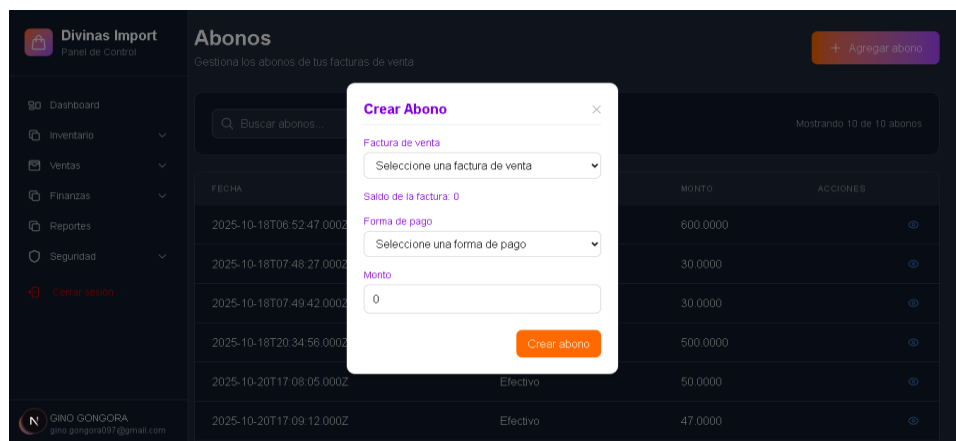 Divinas Import
Panel de Control
Dashboard
Inventario
Ventas
Finanzas
Reportes
Seguridad
Cerrar sesión
N
GINO GONGORA
gino.gongora097@gmail.com
Abonos
Gestiona los abonos de tus facturas de venta
+ Agregar abono
Buscar abonos...
Mostrando 10 de 10 abonos
FECHA MONTO ACCIONES
2025-10-18T06:52:47.000Z 600.0000
2025-10-18T07:48:27.000Z 30.0000
2025-10-18T07:49:42.000Z 30.0000
2025-10-18T20:34:56.000Z 500.0000
2025-10-20T17:08:05.000Z Efectivo 50.0000
2025-10-20T17:09:12.000Z Efectivo 47.0000
Crear Abono
×
Factura de venta
Seleccione una factura de venta
Saldo de la factura: 0
Forma de pago
Seleccione una forma de pago
Monto
0
Crear abono